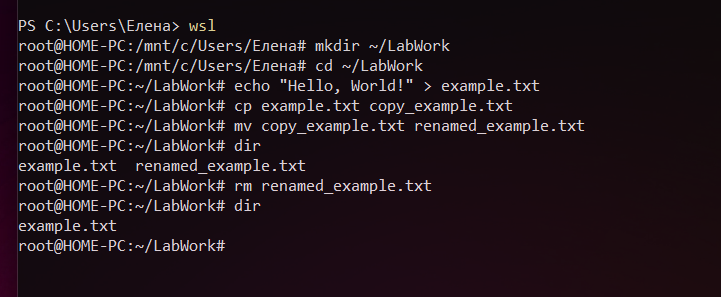 PS C:\Users\Елена> wsl
root@HOME-PC:/mnt/c/Users/Елена# mkdir ~/LabWork
root@HOME-PC:/mnt/c/Users/Елена# cd ~/LabWork
root@HOME-PC:~/LabWork# echo "Hello, World!" > example.txt
root@HOME-PC:~/LabWork# cp example.txt copy_example.txt
root@HOME-PC:~/LabWork# mv copy_example.txt renamed_example.txt
root@HOME-PC:~/LabWork# dir
example.txt  renamed_example.txt
root@HOME-PC:~/LabWork# rm renamed_example.txt
root@HOME-PC:~/LabWork# dir
example.txt
root@HOME-PC:~/LabWork#